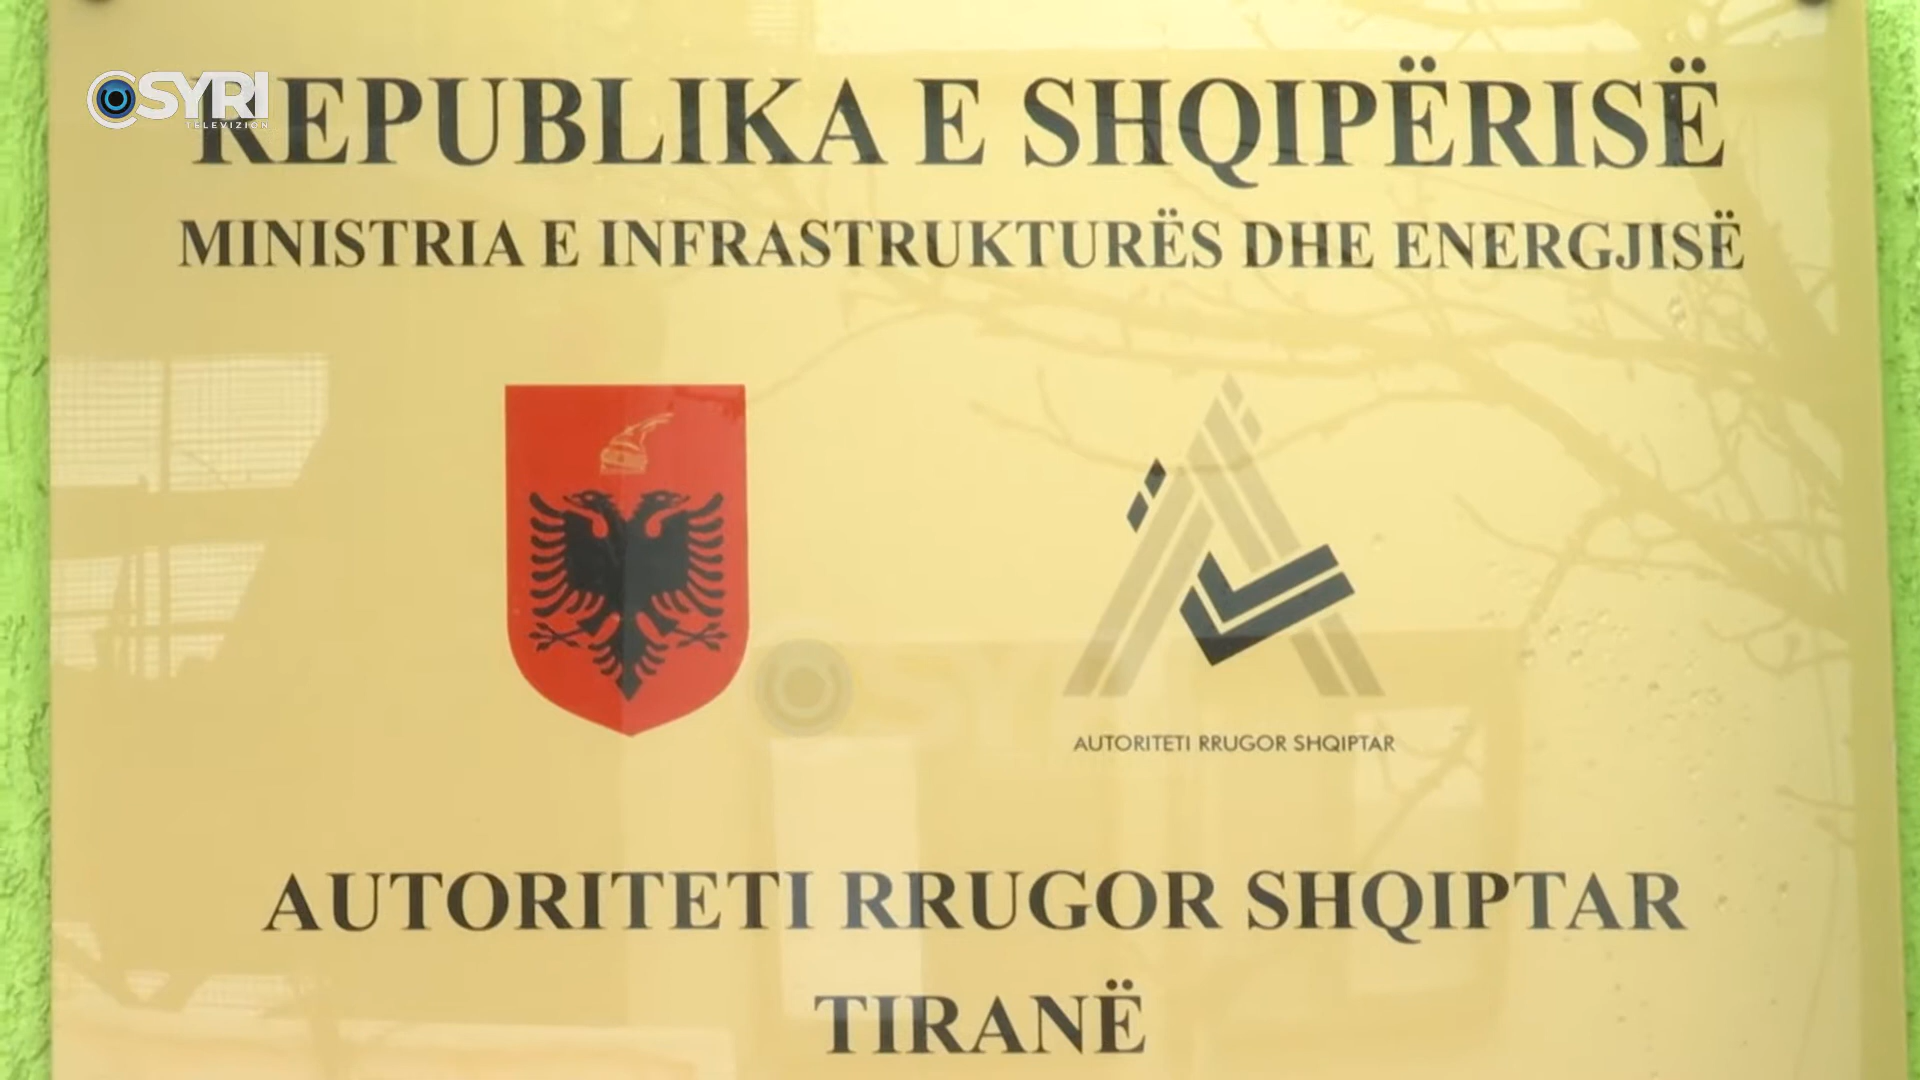 SYRI
TELEVIZION
REPUBLIKA E SHQIPËRISË
MINISTRIA E INFRASTRUKTURËS DHE ENERGJISË
AUTORITETI RRUGOR SHQIPTAR
AUTORITETI RRUGOR SHQIPTAR
TIRANË